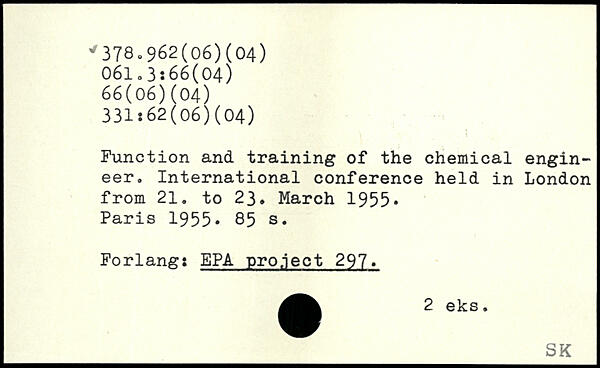 378.962(06)(04)
061.3:66(04)
66(06)(04)
331:62(06)(04)
Function and training of the chemical engin-
eer. International conference held in London
from 21. to 23. March 1955.
Paris 1955. 85 s.
Forlang: EPA project 297.
2 eks.
SK